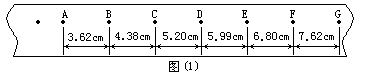 A B C D E F G
3.62cm 4.38cm 5.20cm 5.99cm 6.80cm 7.62cm
图(1)